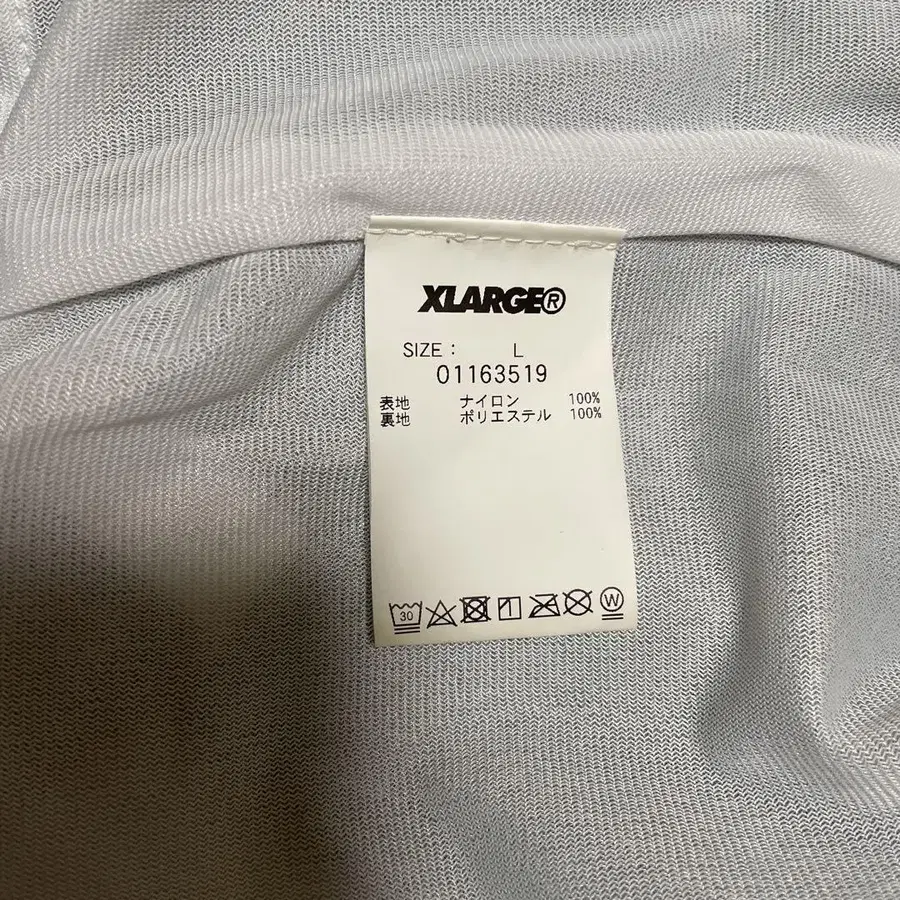 XLARGE®
SIZE : L
01163519
表地 ナイロン 100%
裏地 ポリエステル 100%
30 W